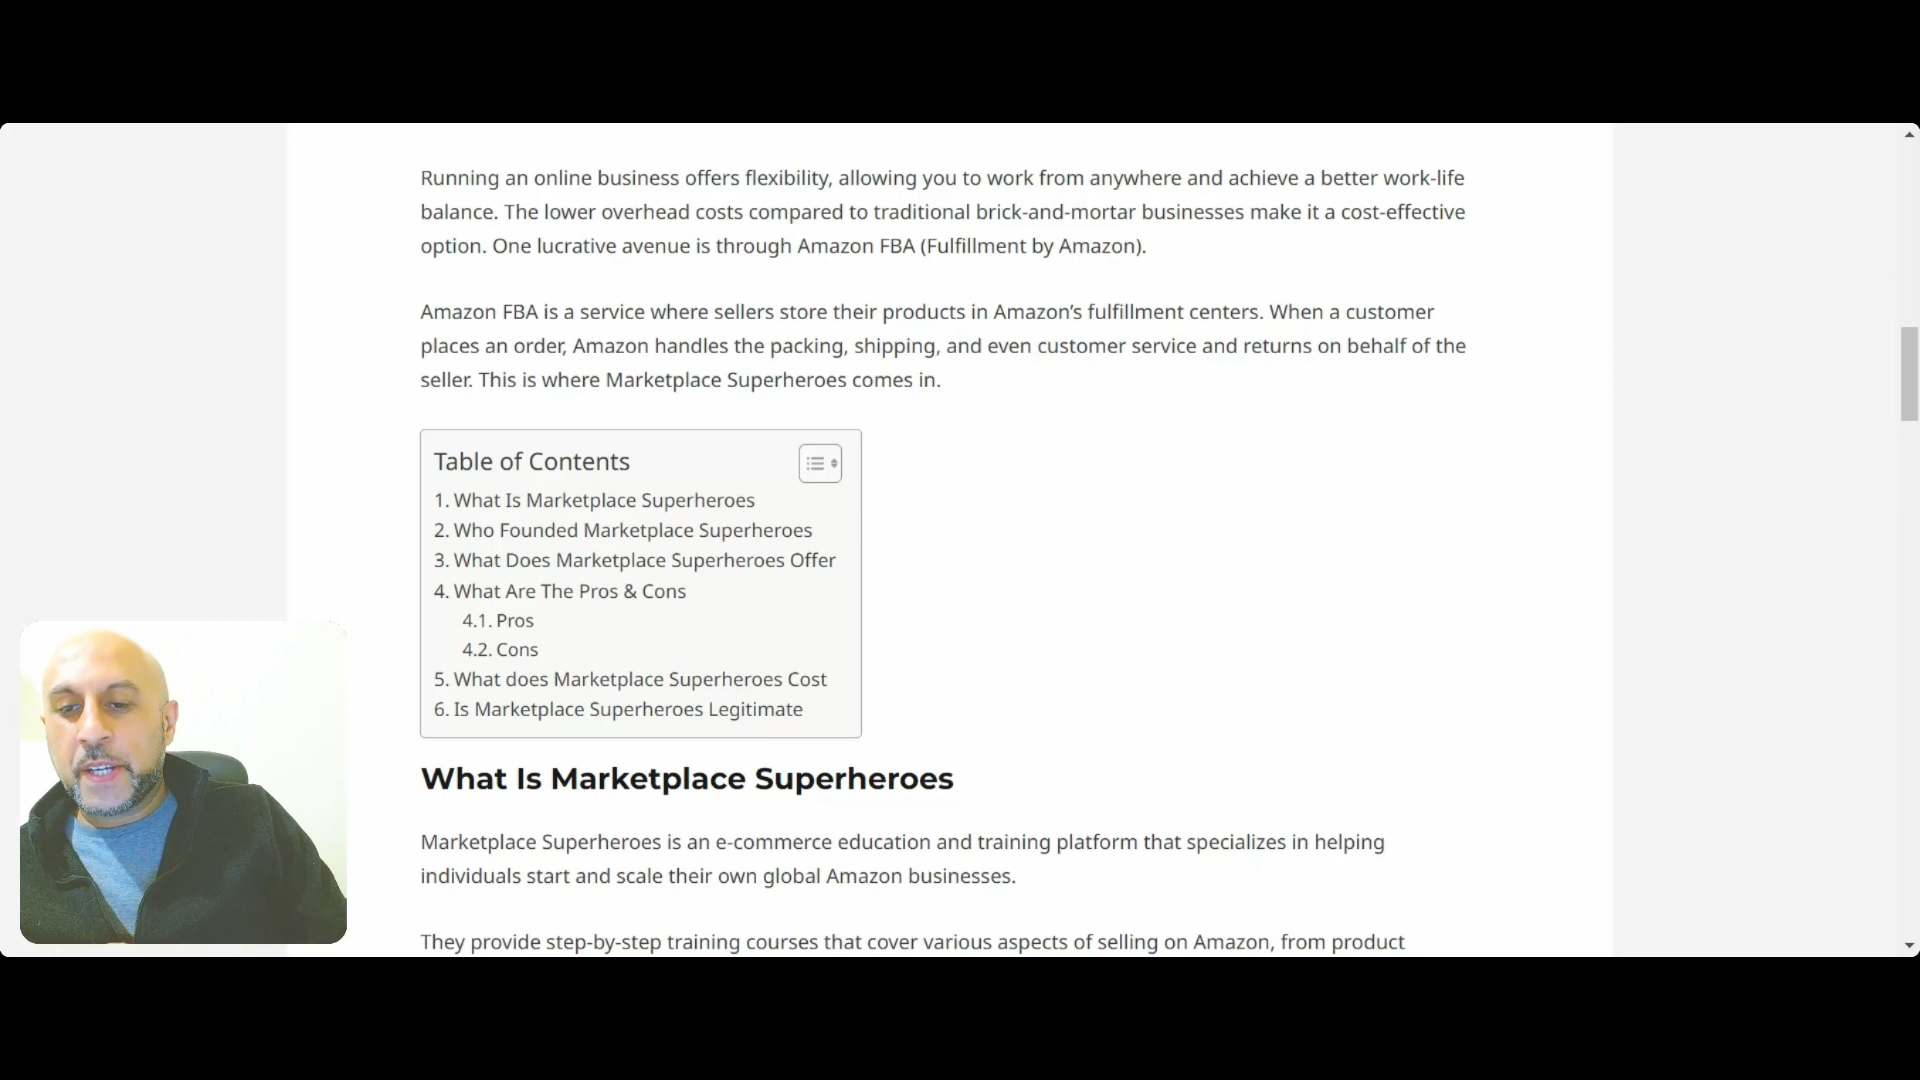 Running an online business offers flexibility, allowing you to work from anywhere and achieve a better work-life
balance. The lower overhead costs compared to traditional brick-and-mortar businesses make it a cost-effective
option. One lucrative avenue is through Amazon FBA (Fulfillment by Amazon).
Amazon FBA is a service where sellers store their products in Amazon’s fulfillment centers. When a customer
places an order, Amazon handles the packing, shipping, and even customer service and returns on behalf of the
seller. This is where Marketplace Superheroes comes in.
Table of Contents
1. What Is Marketplace Superheroes
2. Who Founded Marketplace Superheroes
3. What Does Marketplace Superheroes Offer
4. What Are The Pros & Cons
4.1. Pros
4.2. Cons
5. What does Marketplace Superheroes Cost
6. Is Marketplace Superheroes Legitimate
What Is Marketplace Superheroes
Marketplace Superheroes is an e-commerce education and training platform that specializes in helping
individuals start and scale their own global Amazon businesses.
They provide step-by-step training courses that cover various aspects of selling on Amazon, from product